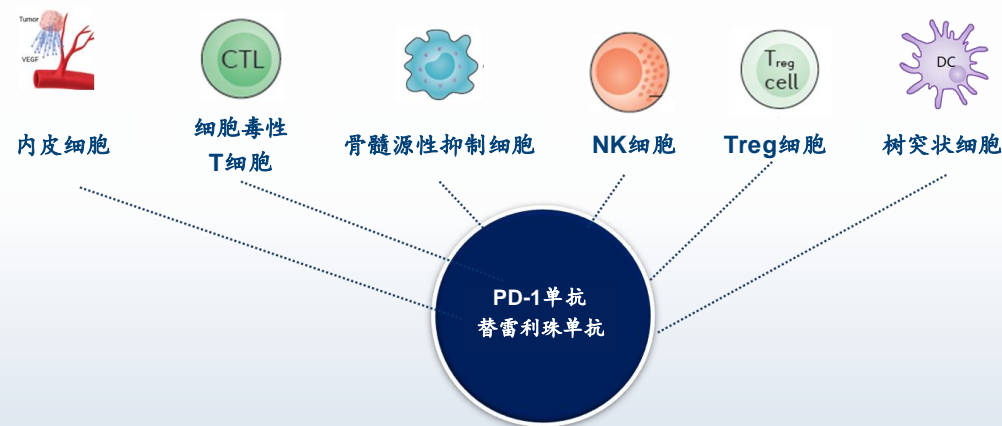 Tumor
VEGF
CTL
Treg
cell
DC
内皮细胞
细胞毒性
T细胞
骨髓源性抑制细胞
NK细胞
Treg细胞
树突状细胞
PD-1单抗
替雷利珠单抗